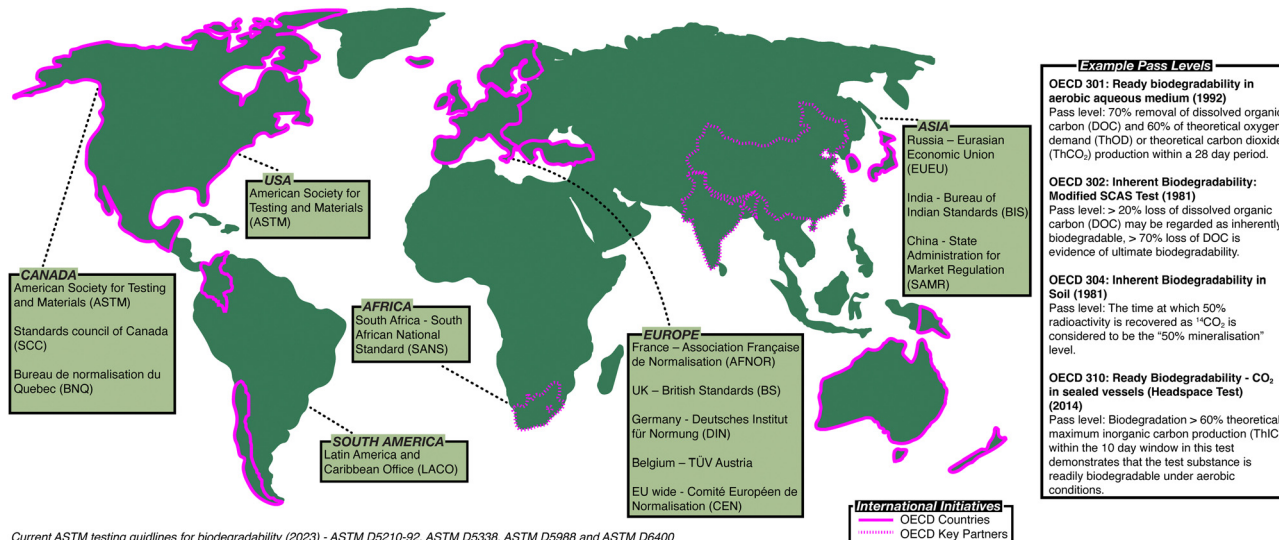 CANADA
American Society for Testing
and Materials (ASTM)
Standards council of Canada
(SCC)
Bureau de normalisation du
Quebec (BNQ)
USA
American Society for
Testing and Materials
(ASTM)
SOUTH AMERICA
Latin America and
Caribbean Office (LACO)
AFRICA
South Africa - South
African National
Standard (SANS)
EUROPE
France – Association Française
de Normalisation (AFNOR)
UK – British Standards (BS)
Germany - Deutsches Institut
für Normung (DIN)
Belgium – TÜV Austria
EU wide - Comité Européen de
Normalisation (CEN)
ASIA
Russia – Eurasian
Economic Union
(EUEU)
India - Bureau of
Indian Standards (BIS)
China - State
Administration for
Market Regulation
(SAMR)
Example Pass Levels
OECD 301: Ready biodegradability in
aerobic aqueous medium (1992)
Pass level: 70% removal of dissolved organic
carbon (DOC) and 60% of theoretical oxygen
demand (ThOD) or theoretical carbon dioxide
(ThCO₂) production within a 28 day period.
OECD 302: Inherent Biodegradability:
Modified SCAS Test (1981)
Pass level: > 20% loss of dissolved organic
carbon (DOC) may be regarded as inherently
biodegradable, > 70% loss of DOC is
evidence of ultimate biodegradability.
OECD 304: Inherent Biodegradability in
Soil (1981)
Pass level: The time at which 50%
radioactivity is recovered as ¹⁴CO₂ is
considered to be the “50% mineralisation”
level.
OECD 310: Ready Biodegradability - CO₂
in sealed vessels (Headspace Test)
(2014)
Pass level: Biodegradation > 60% theoretical
maximum inorganic carbon production (ThIC
within the 10 day window in this test
demonstrates that the test substance is
readily biodegradable under aerobic
conditions.
International Initiatives
OECD Countries
OECD Key Partners
Current ASTM testing guidlines for biodegradability (2023) - ASTM D5210-92, ASTM D5338, ASTM D5988 and ASTM D6400